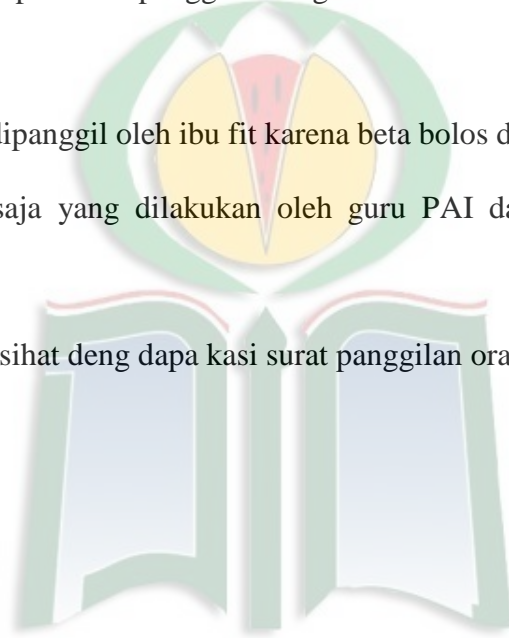 dipanggil oleh ibu fit karena beta bolos d
saja yang dilakukan oleh guru PAI da
sihat deng dapa kasi surat panggilan ora